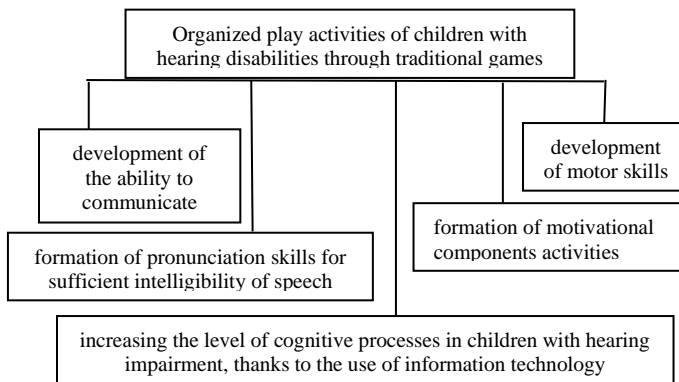 Organized play activities of children with
hearing disabilities through traditional games
development of
the ability to
communicate
development
of motor skills
formation of pronunciation skills for
sufficient intelligibility of speech
formation of motivational
components activities
increasing the level of cognitive processes in children with hearing
impairment, thanks to the use of information technology